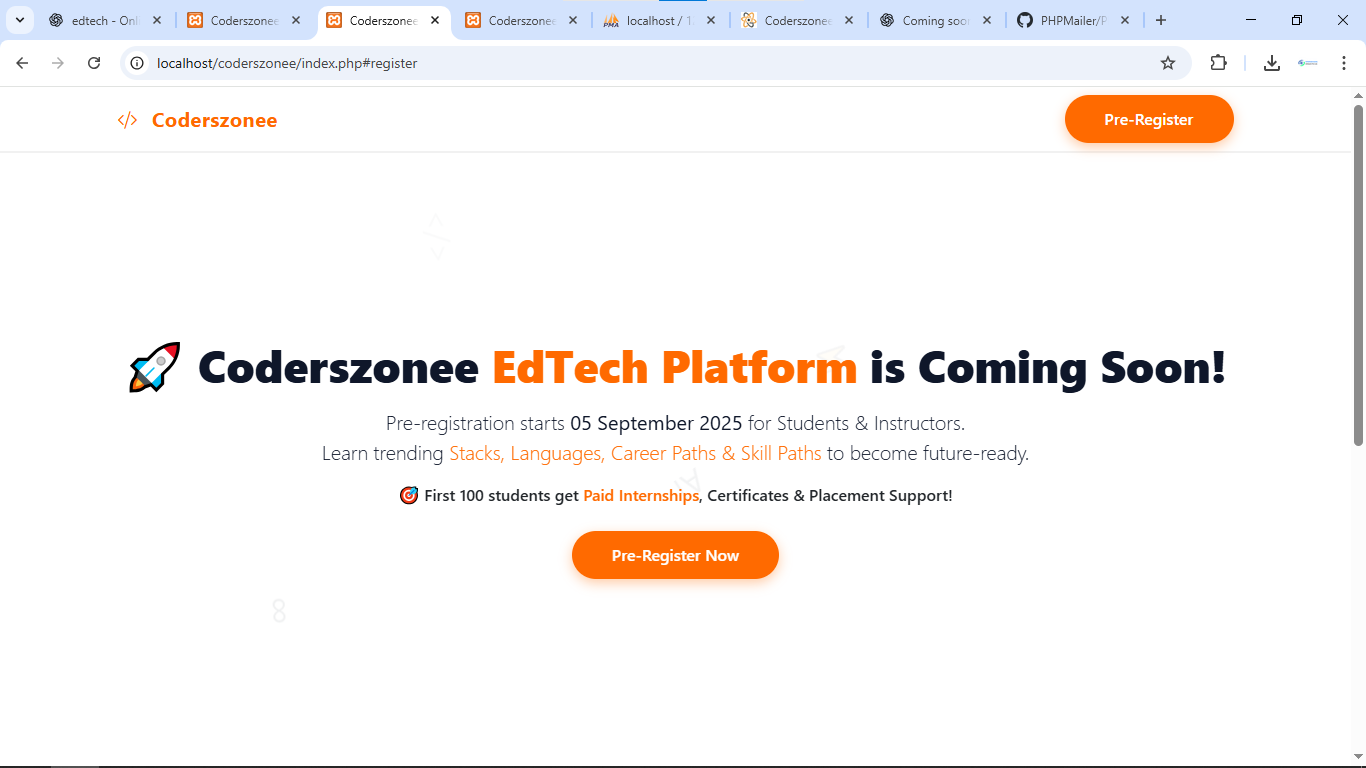 edtech - Onl
Coderszonee
Coderszonee
Coderszonee
localhost / 1
Coderszonee
Coming soo
PHPMailer/P
localhost/coderszonee/index.php#register
</> Coderszonee
Pre-Register
</>
🚀 Coderszonee EdTech Platform is Coming Soon!
Pre-registration starts 05 September 2025 for Students & Instructors.
Learn trending Stacks, Languages, Career Paths & Skill Paths to become future-ready.
AI
🎯 First 100 students get Paid Internships, Certificates & Placement Support!
Pre-Register Now
8